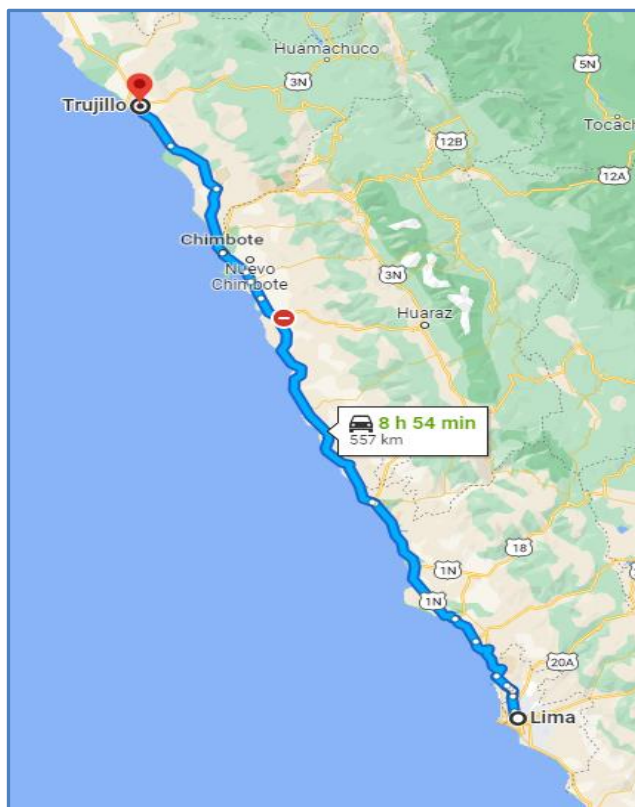 Huamachuco
3N
5N
Trujillo
Tocach
12B
12A
Chimbote
Nuevo
Chimbote
3N
Huaraz
8 h 54 min
557 km
18
1N
1N
20A
Lima